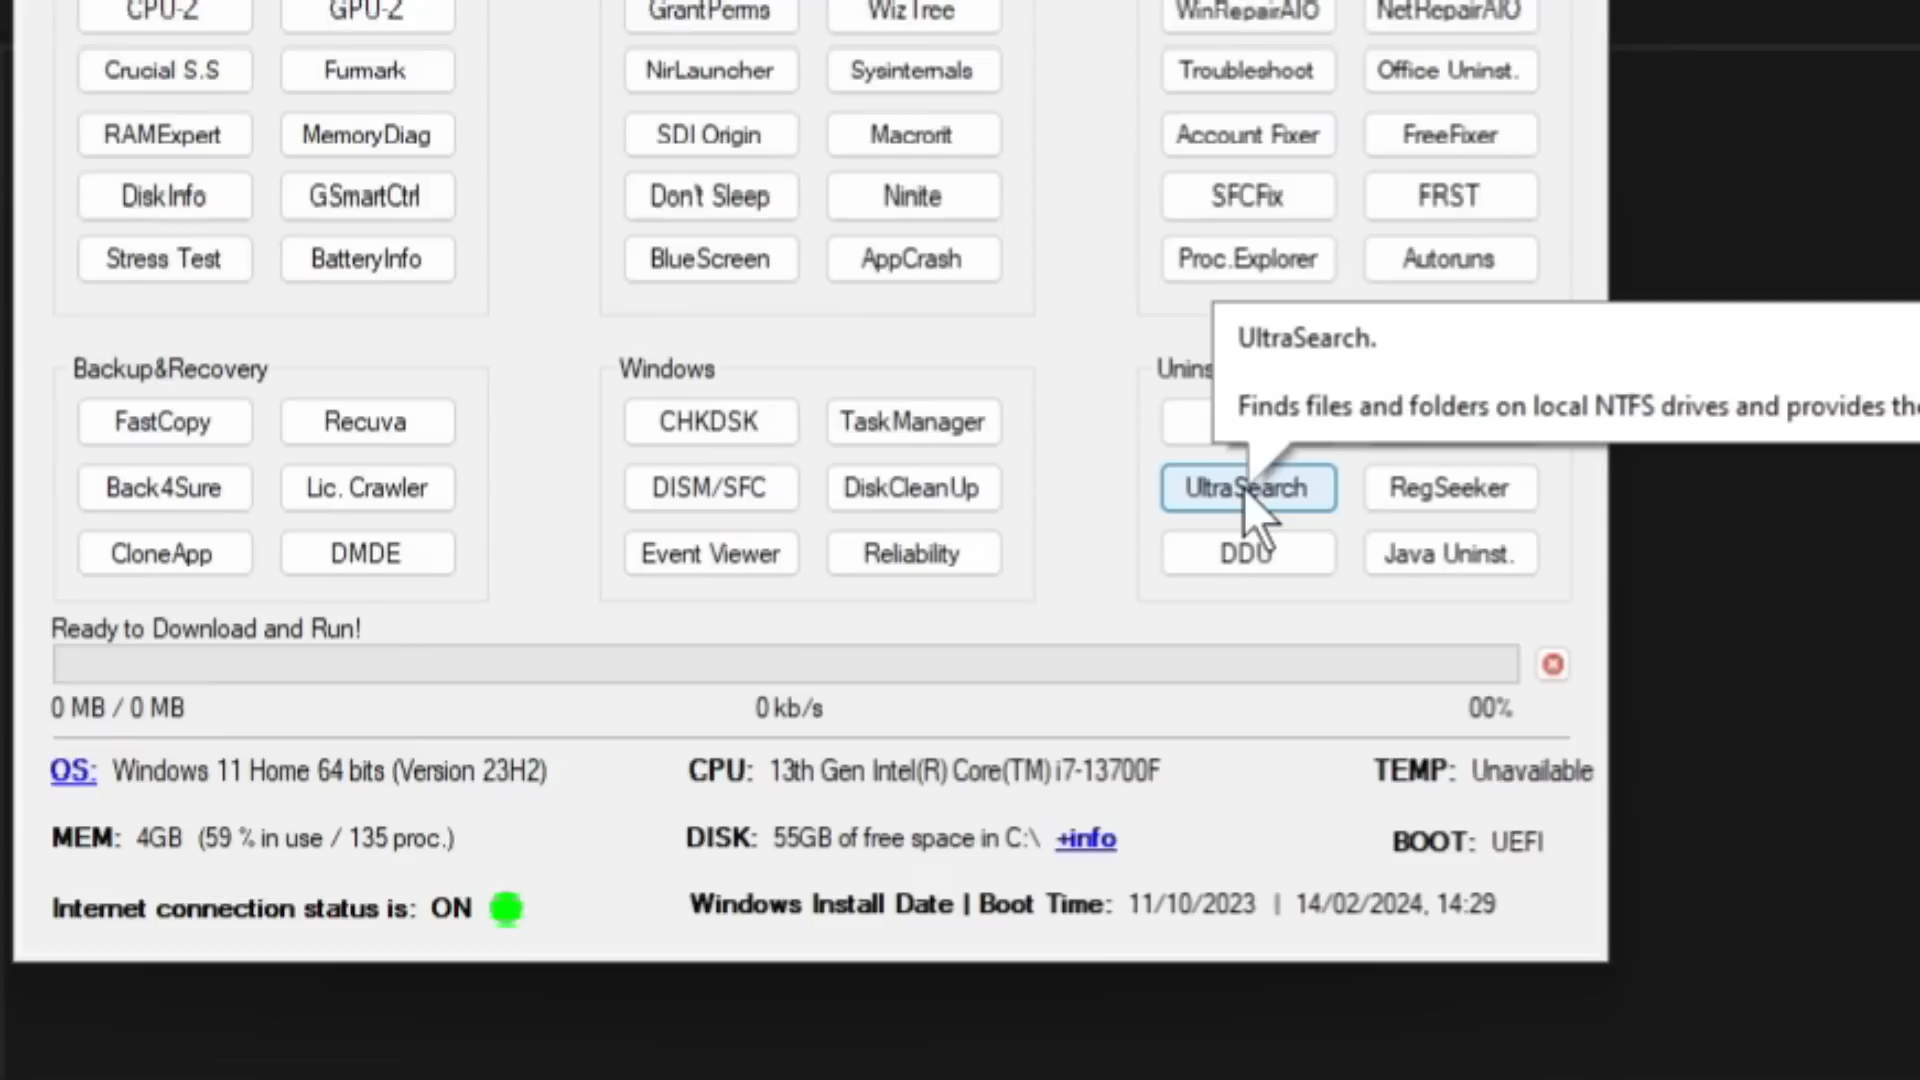 CPU-Z GPU-Z GrantPerms WizTree WinRepairAIO NetRepairAIO
Crucial S.S Furmark NirLauncher Sysinternals Troubleshoot Office Uninst.
RAMExpert MemoryDiag SDI Origin Macrorit Account Fixer FreeFixer
DiskInfo GSmartCtrl Don't Sleep Ninite SFCFix FRST
Stress Test BatteryInfo BlueScreen AppCrash Proc.Explorer Autoruns
UltraSearch.
Backup&Recovery Windows Unins
Finds files and folders on local NTFS drives and provides the
FastCopy Recuva CHKDSK TaskManager
Back4Sure Lic. Crawler DISM/SFC DiskCleanUp UltraSearch RegSeeker
CloneApp DMDE Event Viewer Reliability DDU Java Uninst.
Ready to Download and Run!
0 MB / 0 MB 0 kb/s 00%
OS: Windows 11 Home 64 bits (Version 23H2) CPU: 13th Gen Intel(R) Core(TM) i7-13700F TEMP: Unavailable
MEM: 4GB (59 % in use / 135 proc.) DISK: 55GB of free space in C:\ +info BOOT: UEFI
Internet connection status is: ON Windows Install Date | Boot Time: 11/10/2023 | 14/02/2024, 14:29